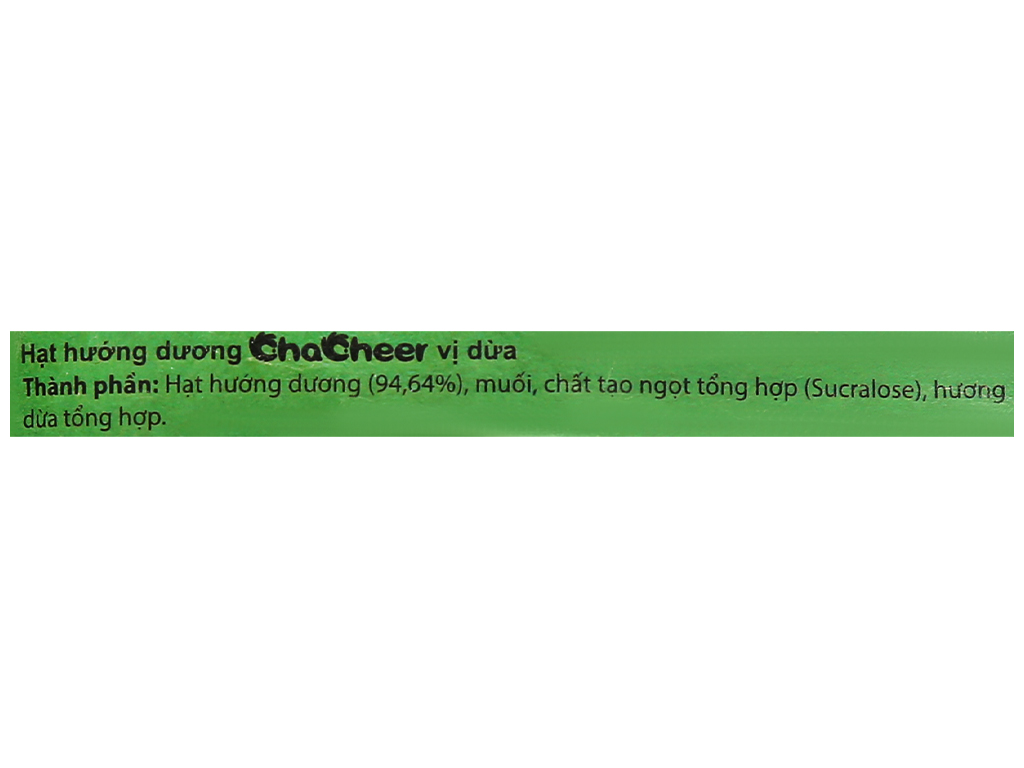 Hạt hướng dương ChaCheer vị dừa
Thành phần: Hạt hướng dương (94,64%), muối, chất tạo ngọt tổng hợp (Sucralose), hương
dừa tổng hợp.